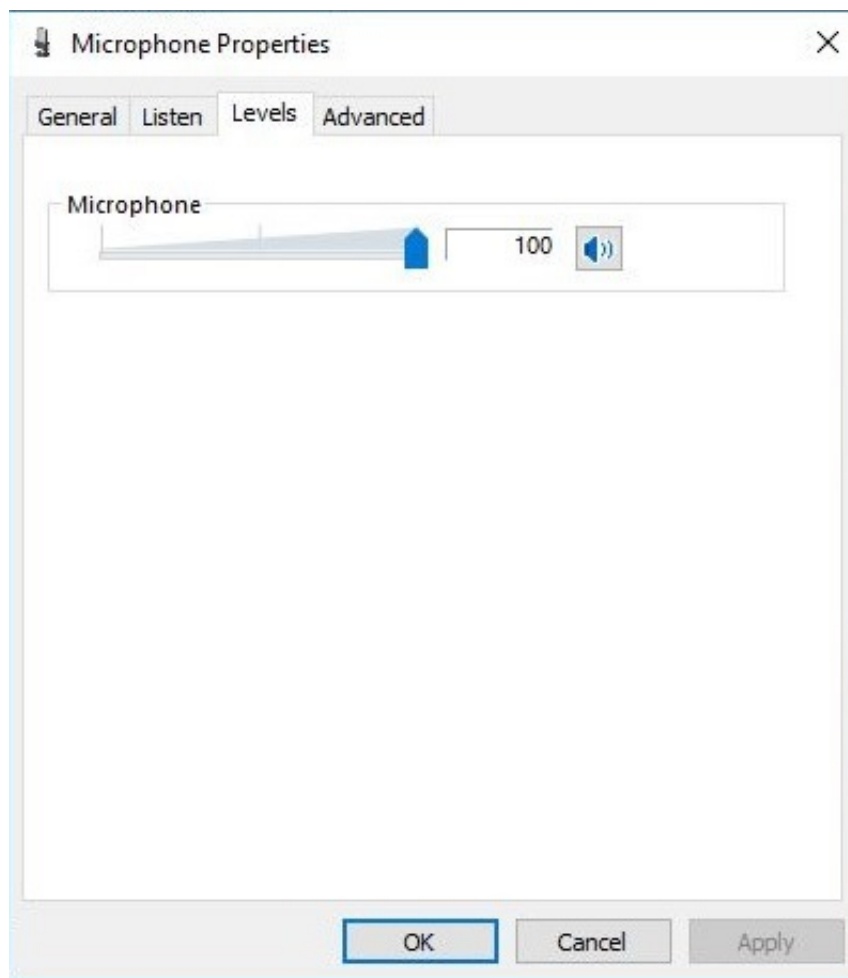 Microphone Properties
General Listen Levels Advanced
Microphone
100
OK Cancel Apply